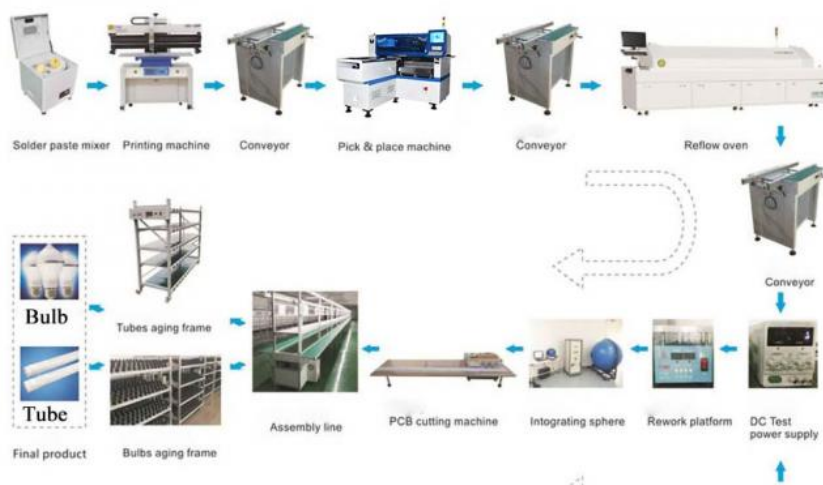 Solder paste mixer
Printing machine
Conveyor
Pick & place machine
Conveyor
Reflow oven
Conveyor
Bulb
Tubes aging frame
Tube
Final product
Bulbs aging frame
Assembly line
PCB cutting machine
Integrating sphere
Rework platform
DC Test
power supply